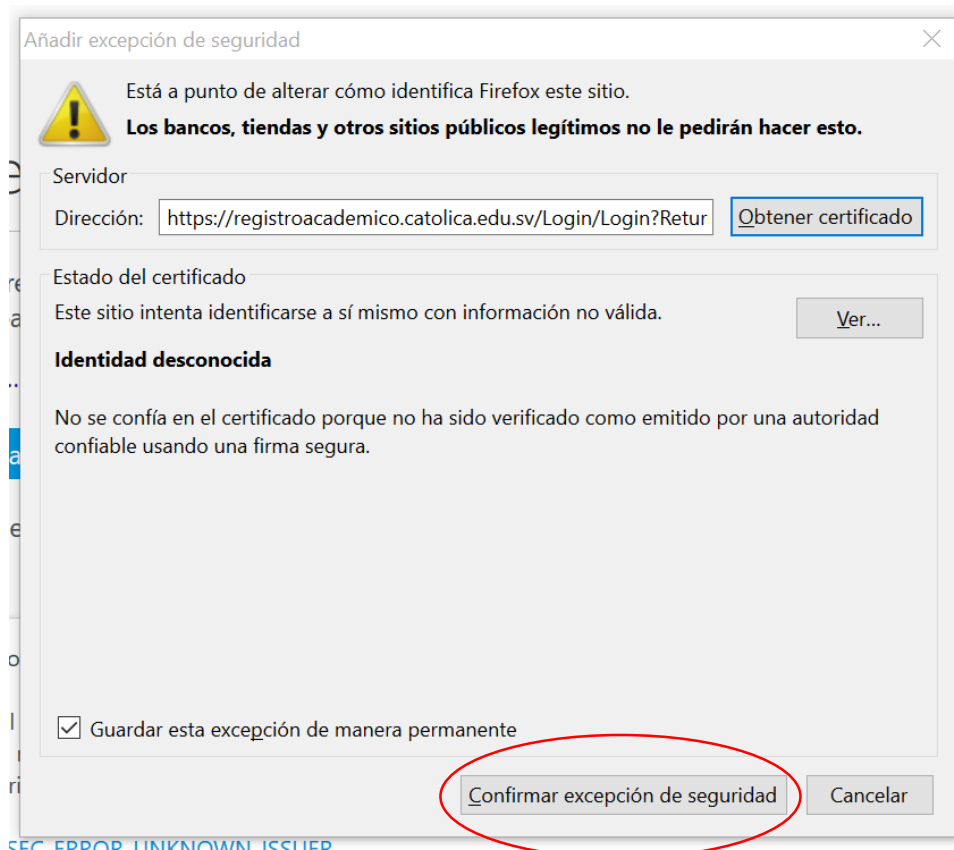 Añadir excepción de seguridad
Está a punto de alterar cómo identifica Firefox este sitio.
Los bancos, tiendas y otros sitios públicos legítimos no le pedirán hacer esto.
Servidor
Dirección: https://registroacademico.catolica.edu.sv/Login/Login?Retur Obtener certificado
Estado del certificado
Este sitio intenta identificarse a sí mismo con información no válida. Ver...
Identidad desconocida
No se confía en el certificado porque no ha sido verificado como emitido por una autoridad
confiable usando una firma segura.
Guardar esta excepción de manera permanente
Confirmar excepción de seguridad Cancelar
SEC_ERROR_UNKNOWN_ISSUER